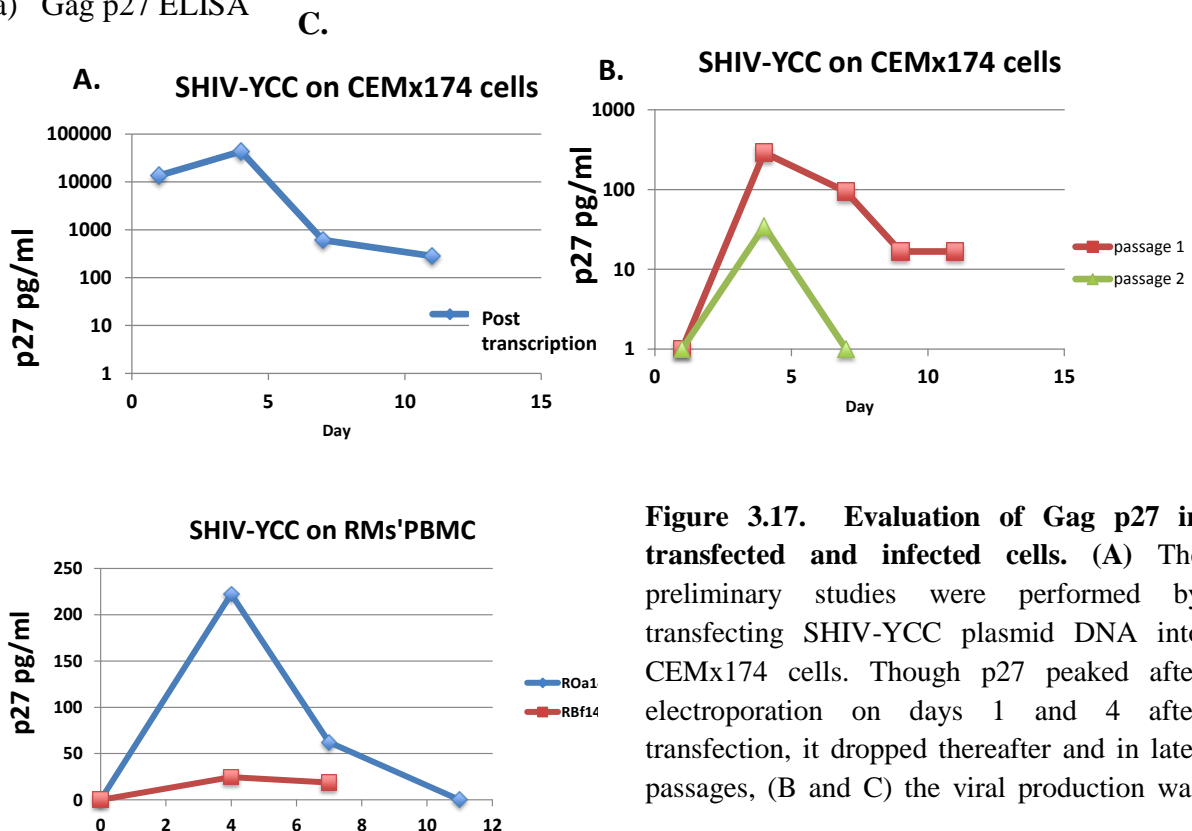 a) Gag p27 ELISA
C.
A.
SHIV-YCC on CEMx174 cells
p27 pg/ml
100000
10000
1000
100
10
1
0 5 10 15
Day
Post
transcription
B.
SHIV-YCC on CEMx174 cells
p27 pg/ml
1000
100
10
1
0 5 10 15
Day
passage 1
passage 2
SHIV-YCC on RMs'PBMC
p27 pg/ml
250
200
150
100
50
0
0 2 4 6 8 10 12
ROa1
RBf14
Figure 3.17. Evaluation of Gag p27 in
transfected and infected cells. (A) The
preliminary studies were performed by
transfecting SHIV-YCC plasmid DNA into
CEMx174 cells. Though p27 peaked after
electroporation on days 1 and 4 after
transfection, it dropped thereafter and in later
passages, (B and C) the viral production was